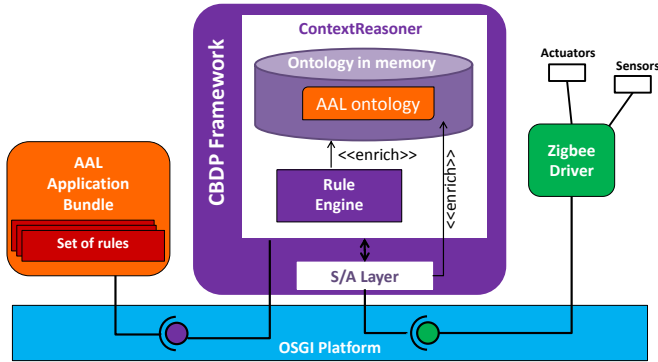 ContextReasoner
Ontology in memory
AAL ontology
<<enrich>>
<<enrich>>
Rule
Engine
CBDP Framework
S/A Layer
AAL
Application
Bundle
Set of rules
Actuators
Sensors
Zigbee
Driver
OSGI Platform